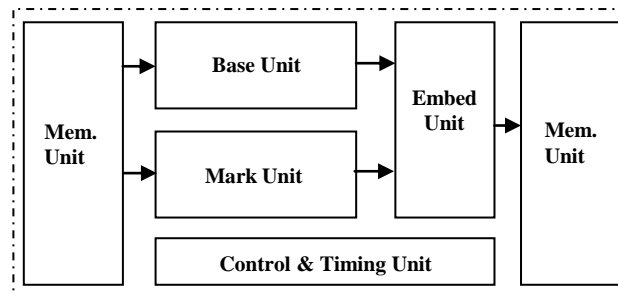 Mem.
Unit
Base Unit
Mark Unit
Embed
Unit
Mem.
Unit
Control & Timing Unit